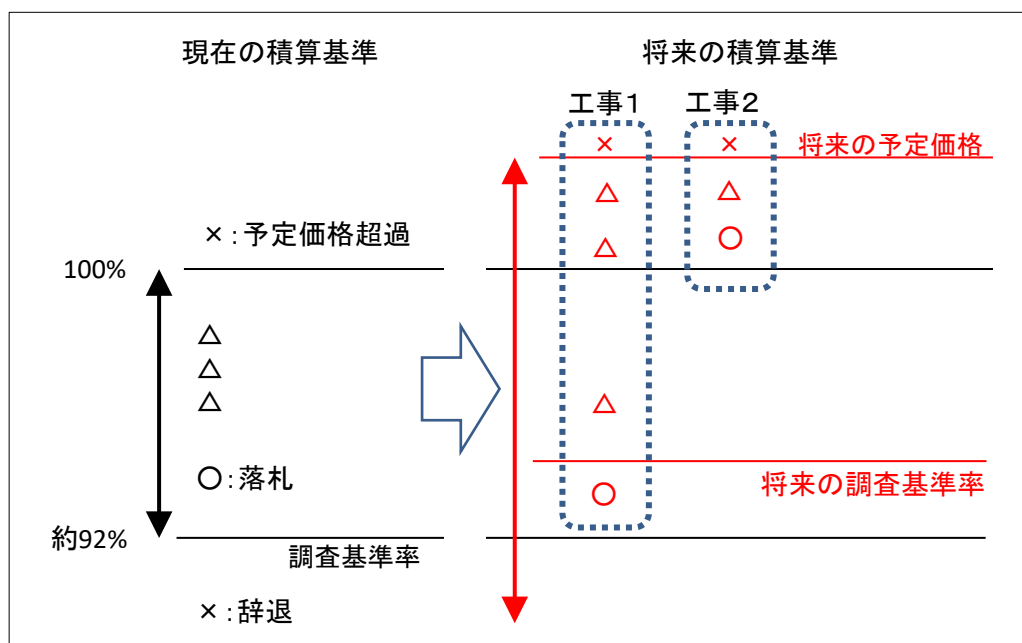 現在の積算基準
将来の積算基準
工事1
工事2
×
×
将来の予定価格
△
△
×:予定価格超過
△
○
100%
△
△
△
△
○:落札
将来の調査基準率
○
約92%
調査基準率
×:辞退